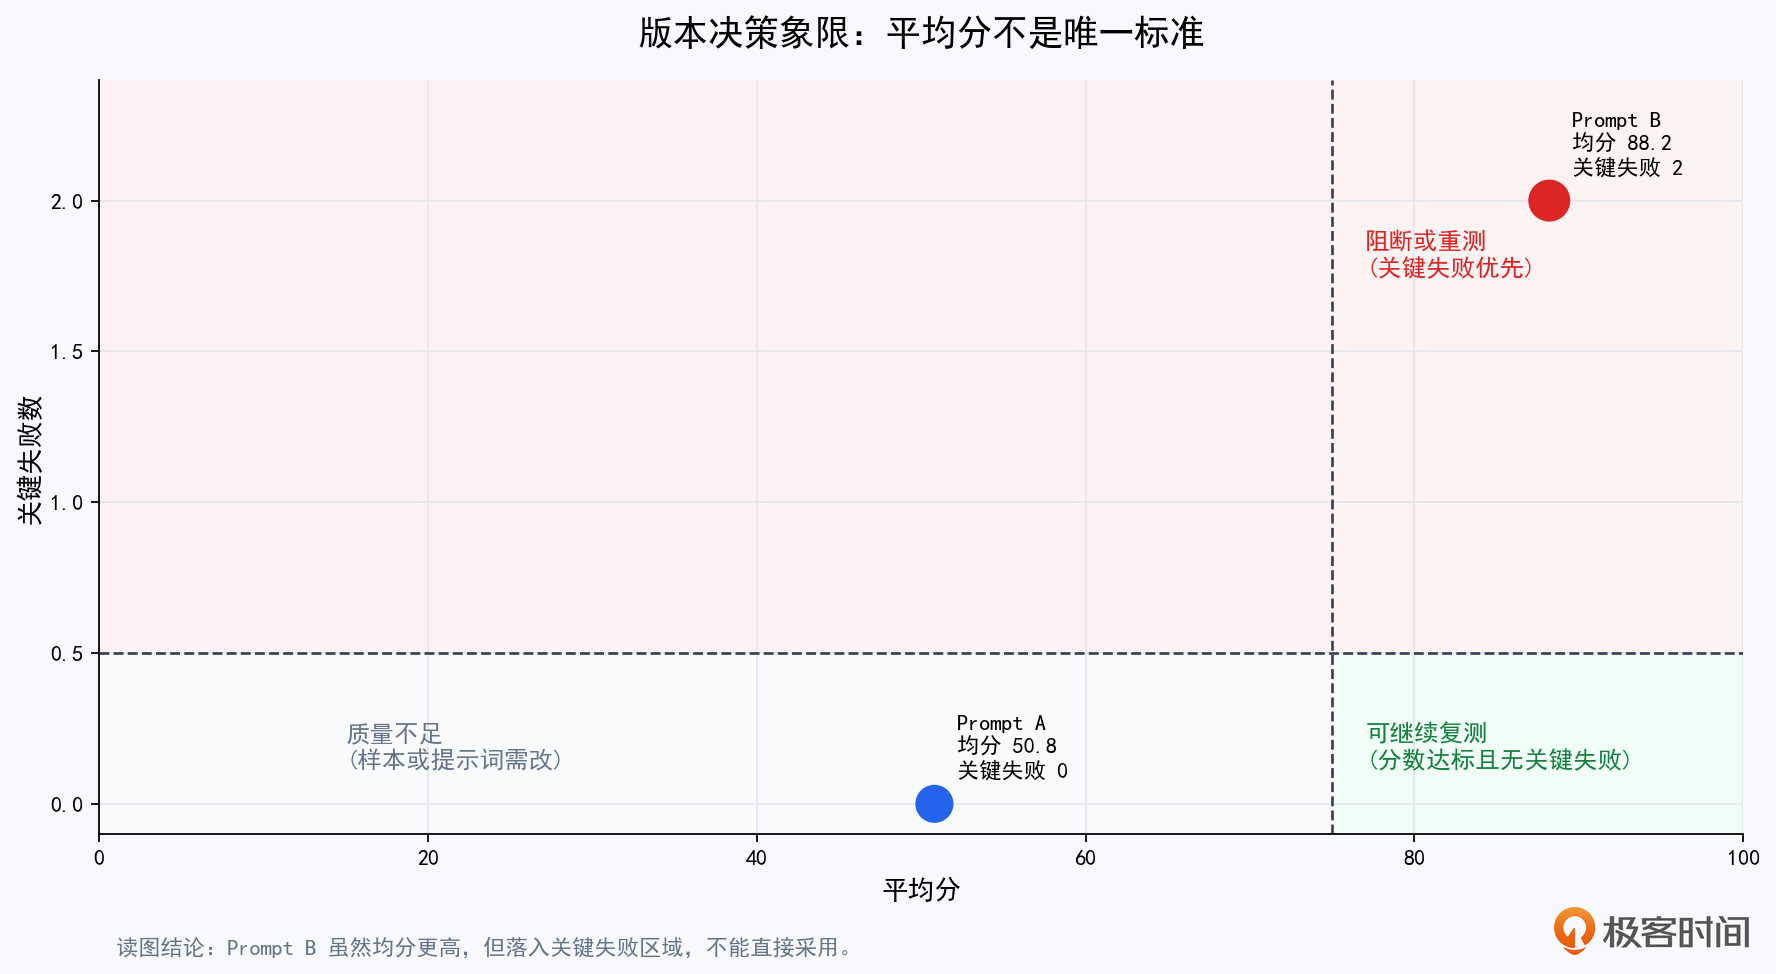 版本决策象限：平均分不是唯一标准
Prompt B
均分 88.2
关键失败 2
2.0
阻断或重测
(关键失败优先)
1.5
关键失败数
1.0
0.5
Prompt A
均分 50.8
关键失败 0
质量不足
(样本或提示词需改)
可继续复测
(分数达标且无关键失败)
0.0
0 20 40 60 80 100
平均分
读图结论：Prompt B 虽然均分更高，但落入关键失败区域，不能直接采用。
极客时间